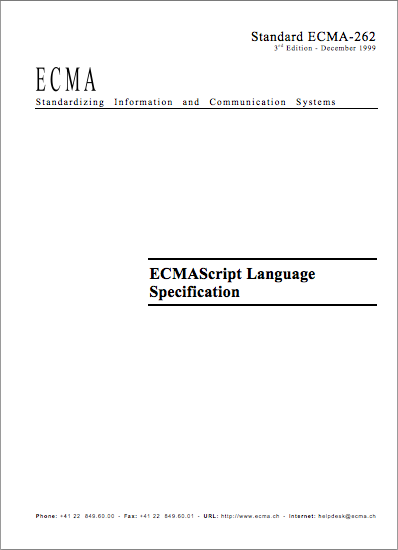 Standard ECMA-262
3rd Edition - December 1999
ECMA
Standardizing Information and Communication Systems
ECMAScript Language
Specification
Phone: +41 22 849.60.00 - Fax: +41 22 849.60.01 - URL: http://www.ecma.ch - Internet: helpdesk@ecma.ch